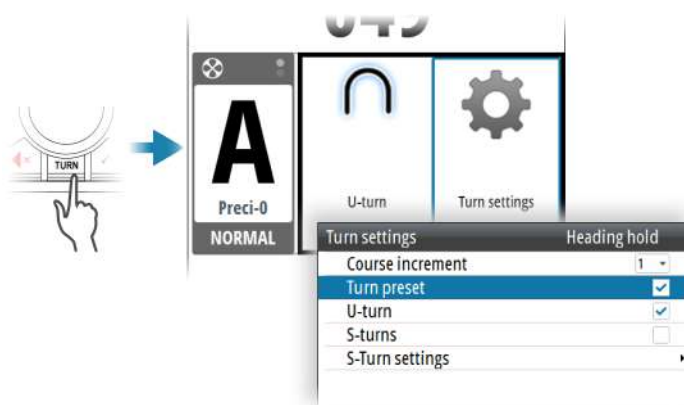 TURN
A
Preci-0
NORMAL
U-turn
Turn settings
Turn settings Heading hold
Course increment 1
Turn preset
U-turn
S-turns
S-Turn settings